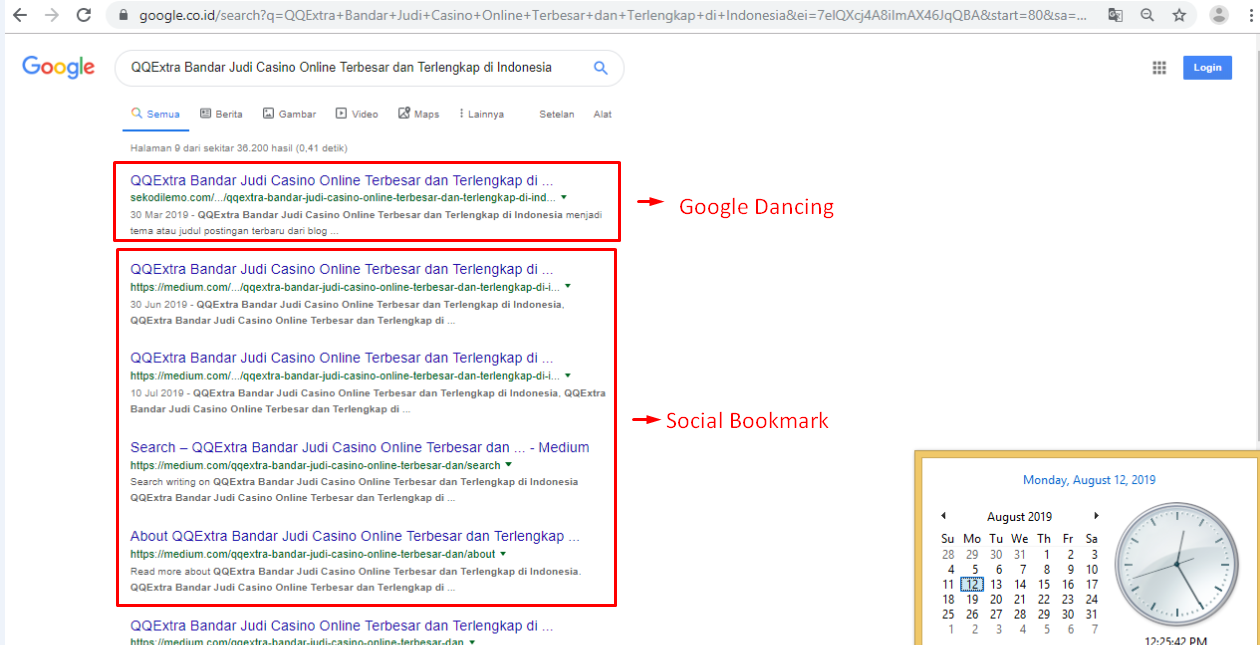 google.co.id/search?q=QQExtra+Bandar+Judi+Casino+Online+Terbesar+dan+Terlengkap+di+Indonesia&ei=7elQXcj4A8ilmAX46JqQBA&start=80&sa=...
Google
QQExtra Bandar Judi Casino Online Terbesar dan Terlengkap di Indonesia
Login
Semua Berita Gambar Video Maps Lainnya Setelan Alat
Halaman 9 dari sekitar 36.200 hasil (0,41 detik)
QQExtra Bandar Judi Casino Online Terbesar dan Terlengkap di ...
sekodilemo.com/.../qqextra-bandar-judi-casino-online-terbesar-dan-terlengkap-di-ind...
30 Mar 2019 - QQExtra Bandar Judi Casino Online Terbesar dan Terlengkap di Indonesia menjadi
tema atau judul postingan terbaru dari blog ...
Google Dancing
QQExtra Bandar Judi Casino Online Terbesar dan Terlengkap di ...
https://medium.com/.../qqextra-bandar-judi-casino-online-terbesar-dan-terlengkap-di-i...
30 Jun 2019 - QQExtra Bandar Judi Casino Online Terbesar dan Terlengkap di Indonesia.
QQExtra Bandar Judi Casino Online Terbesar dan Terlengkap di ...
QQExtra Bandar Judi Casino Online Terbesar dan Terlengkap di ...
https://medium.com/.../qqextra-bandar-judi-casino-online-terbesar-dan-terlengkap-di-i...
10 Jul 2019 - QQExtra Bandar Judi Casino Online Terbesar dan Terlengkap di Indonesia. QQExtra
Bandar Judi Casino Online Terbesar dan Terlengkap di ...
Social Bookmark
Search – QQExtra Bandar Judi Casino Online Terbesar dan ... - Medium
https://medium.com/qqextra-bandar-judi-casino-online-terbesar-dan/search
Search writing on QQExtra Bandar Judi Casino Online Terbesar dan Terlengkap di Indonesia
QQExtra Bandar Judi Casino Online Terbesar dan Terlengkap di ...
About QQExtra Bandar Judi Casino Online Terbesar dan Terlengkap ...
https://medium.com/qqextra-bandar-judi-casino-online-terbesar-dan/about
Read more about QQExtra Bandar Judi Casino Online Terbesar dan Terlengkap di Indonesia.
QQExtra Bandar Judi Casino Online Terbesar dan Terlengkap di ...
QQExtra Bandar Judi Casino Online Terbesar dan Terlengkap di ...
https://medium.com/qqextra-bandar-judi-casino-online-terbesar-dan
Monday, August 12, 2019
August 2019
Su Mo Tu We Th Fr Sa
28 29 30 31 1 2 3
4 5 6 7 8 9 10
11 12 13 14 15 16 17
18 19 20 21 22 23 24
25 26 27 28 29 30 31
1 2 3 4 5 6 7
12:25:42 PM